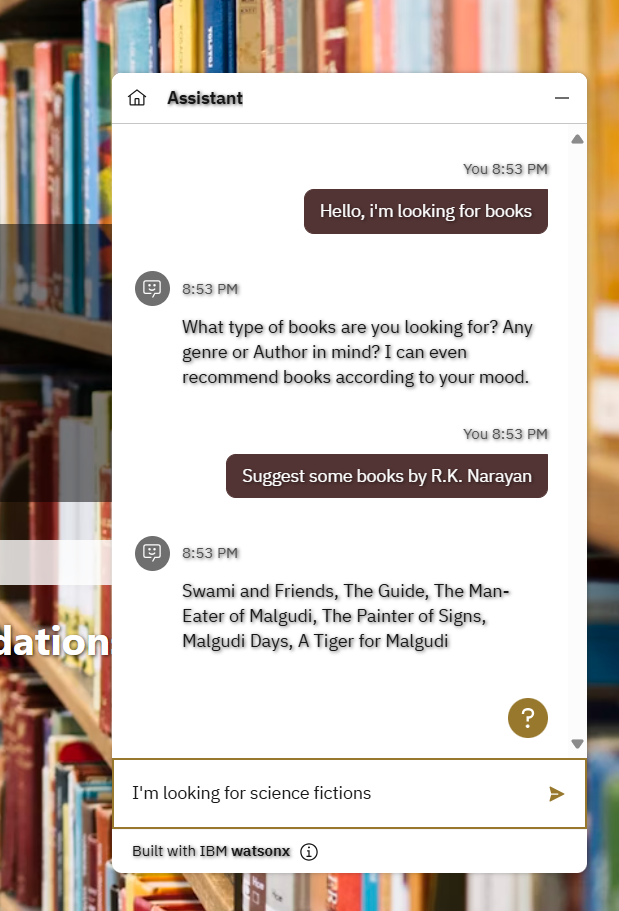 Assistant
You 8:53 PM
Hello, i'm looking for books
8:53 PM
What type of books are you looking for? Any
genre or Author in mind? I can even
recommend books according to your mood.
You 8:53 PM
Suggest some books by R.K. Narayan
8:53 PM
Swami and Friends, The Guide, The Man-
Eater of Malgudi, The Painter of Signs,
Malgudi Days, A Tiger for Malgudi
dation
?
I'm looking for science fictions
Built with IBM watsonx